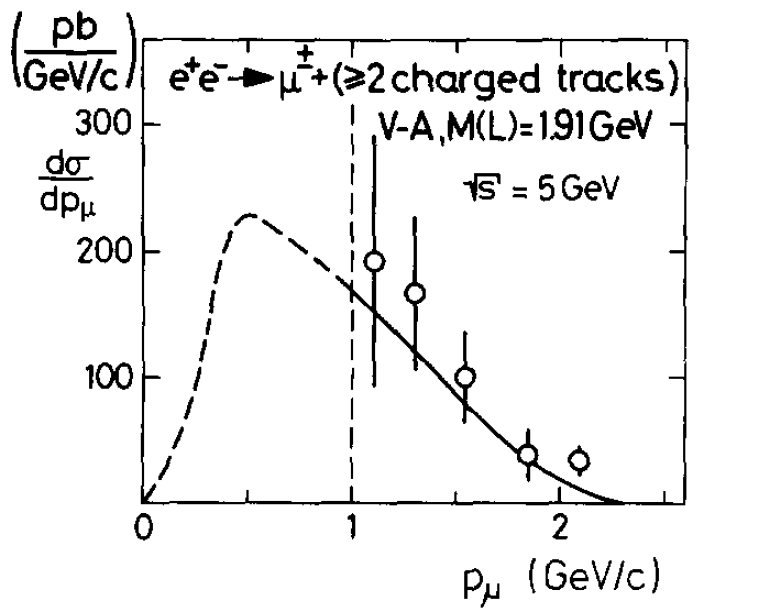 (pb/GeV/c)
e⁺e⁻→μ±+(≥2 charged tracks)
V-A, M(L)=1.91 GeV
√s = 5 GeV
dσ/dpμ
300
200
100
0 1 2
pμ (GeV/c)